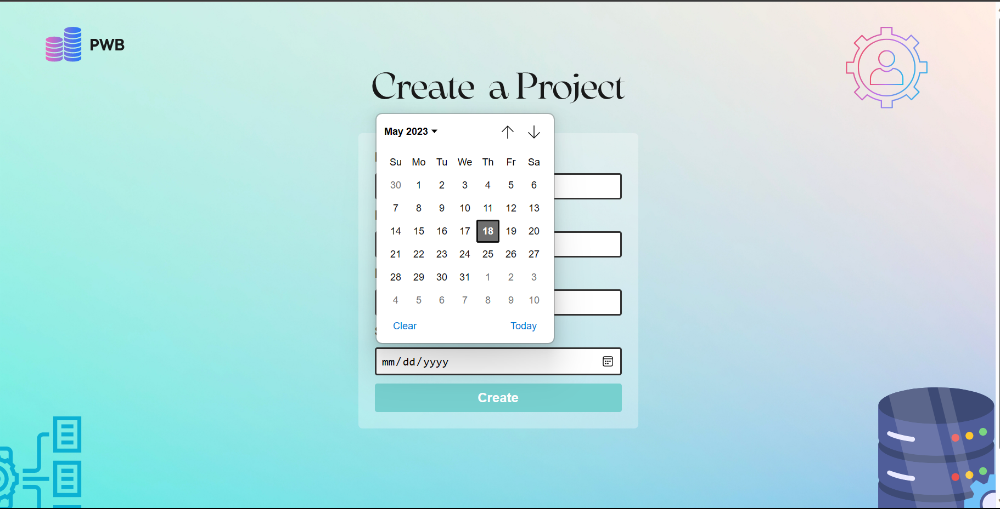 PWB
Create a Project
May 2023
Su Mo Tu We Th Fr Sa
30 1 2 3 4 5 6
7 8 9 10 11 12 13
14 15 16 17 18 19 20
21 22 23 24 25 26 27
28 29 30 31 1 2 3
4 5 6 7 8 9 10
Clear Today
mm/dd/yyyy
Create